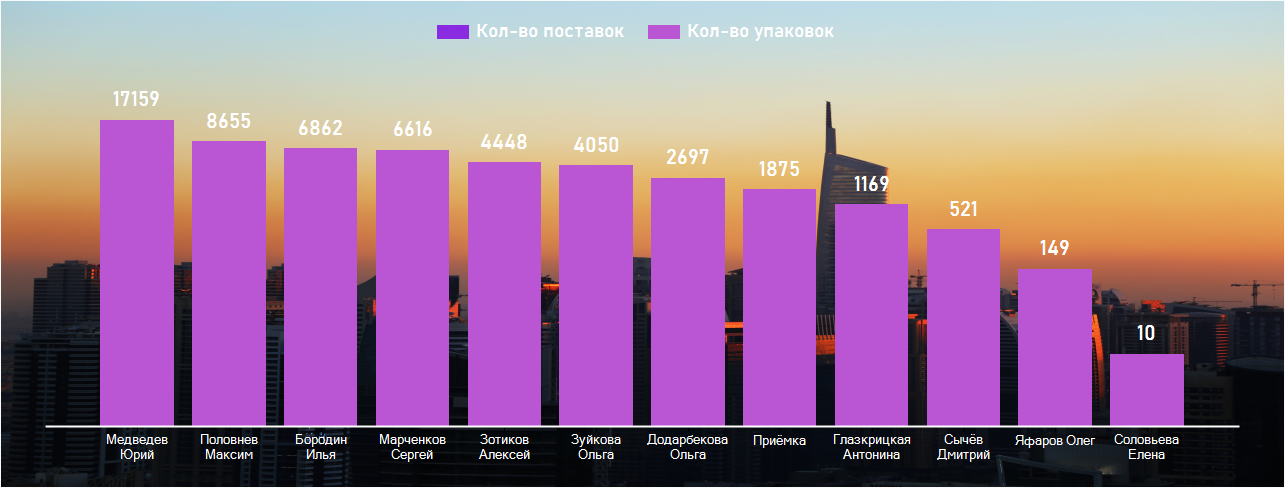 Кол-во поставок Кол-во упаковок
17159
8655
6862
6616
4448
4050
2697
1875
1169
521
149
10
Медведев
Юрий
Половнев
Максим
Бородин
Илья
Марченков
Сергей
Зотиков
Алексей
Зуйкова
Ольга
Додарбекова
Ольга
Приёмка
Глазкрицкая
Антонина
Сычёв
Дмитрий
Яфаров Олег
Соловьева
Елена